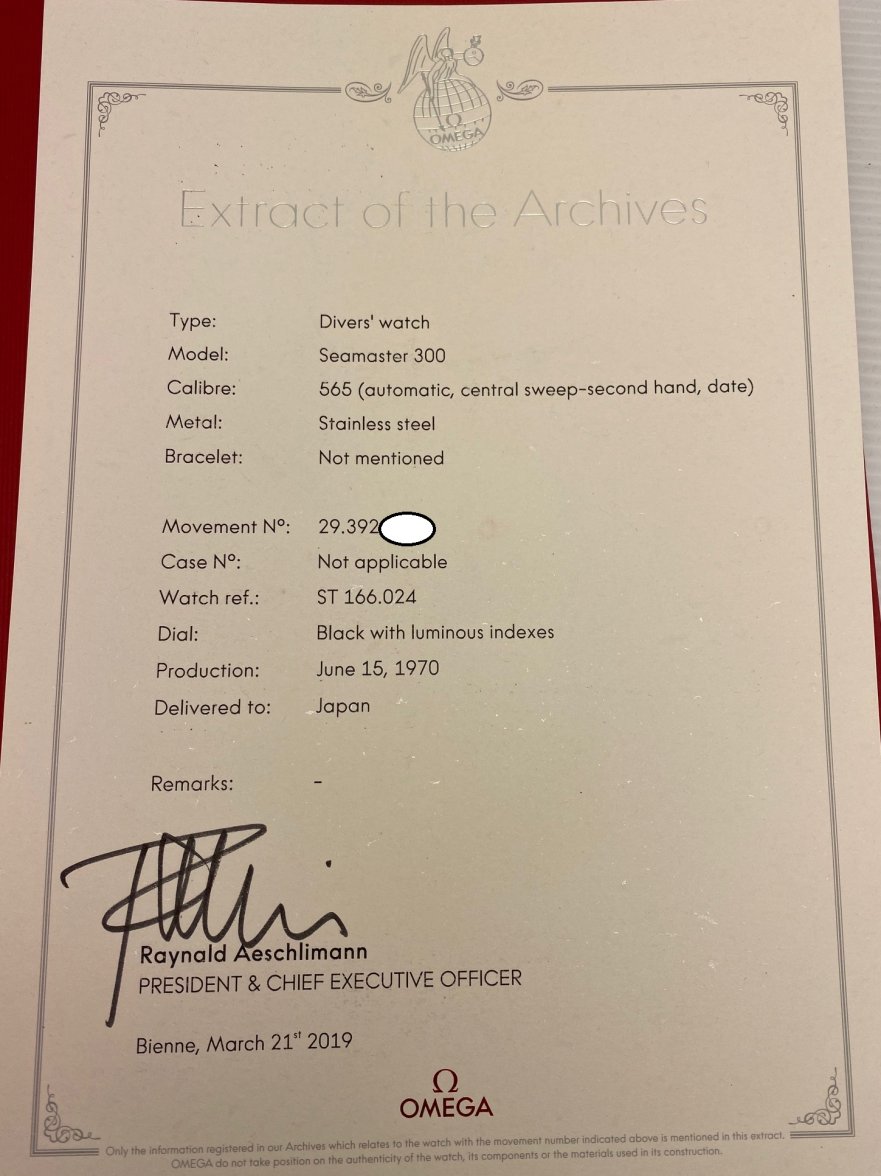 Ω
OMEGA
Extract of the Archives
Type: Divers' watch
Model: Seamaster 300
Calibre: 565 (automatic, central sweep-second hand, date)
Metal: Stainless steel
Bracelet: Not mentioned
Movement Nº: 29.392
Case Nº: Not applicable
Watch ref.: ST 166.024
Dial: Black with luminous indexes
Production: June 15, 1970
Delivered to: Japan
Remarks: -
Raynald Aeschlimann
PRESIDENT & CHIEF EXECUTIVE OFFICER
Bienne, March 21st 2019
Ω
OMEGA
Only the information registered in our Archives which relates to the watch with the movement number indicated above is mentioned in this extract.
OMEGA do not take position on the authenticity of the watch, its components or the materials used in its construction.